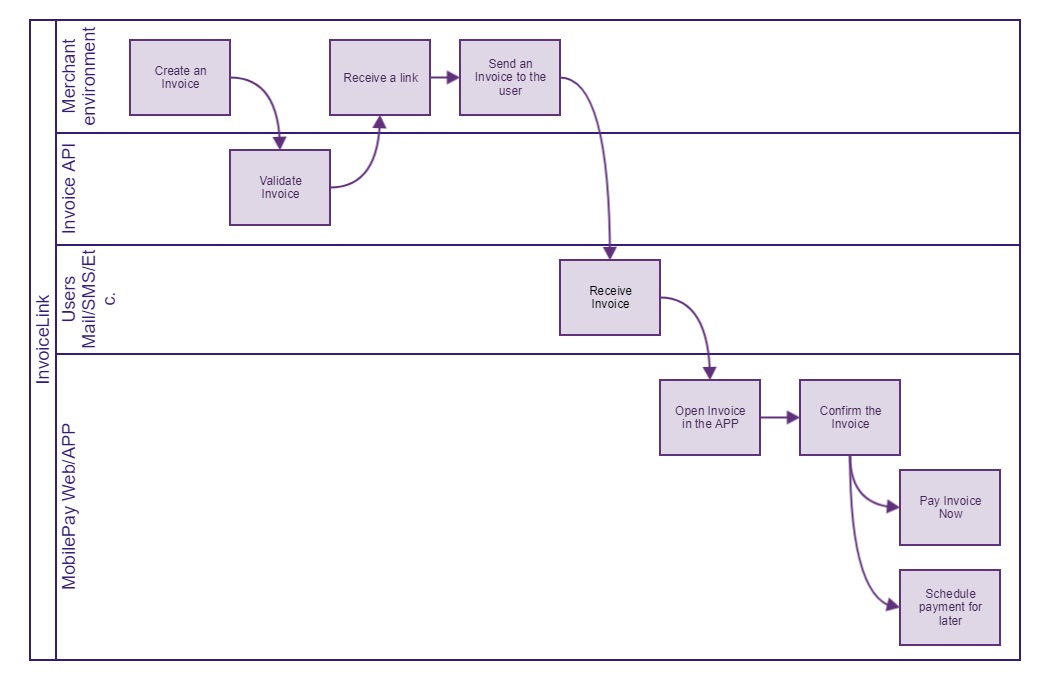 InvoiceLink
Merchant
environment
Create an
Invoice
Receive a link
Send an
Invoice to the
user
Invoice API
Validate
Invoice
Users
Mail/SMS/Et
c.
Receive
Invoice
MobilePay Web/APP
Open Invoice
in the APP
Confirm the
Invoice
Pay Invoice
Now
Schedule
payment for
later